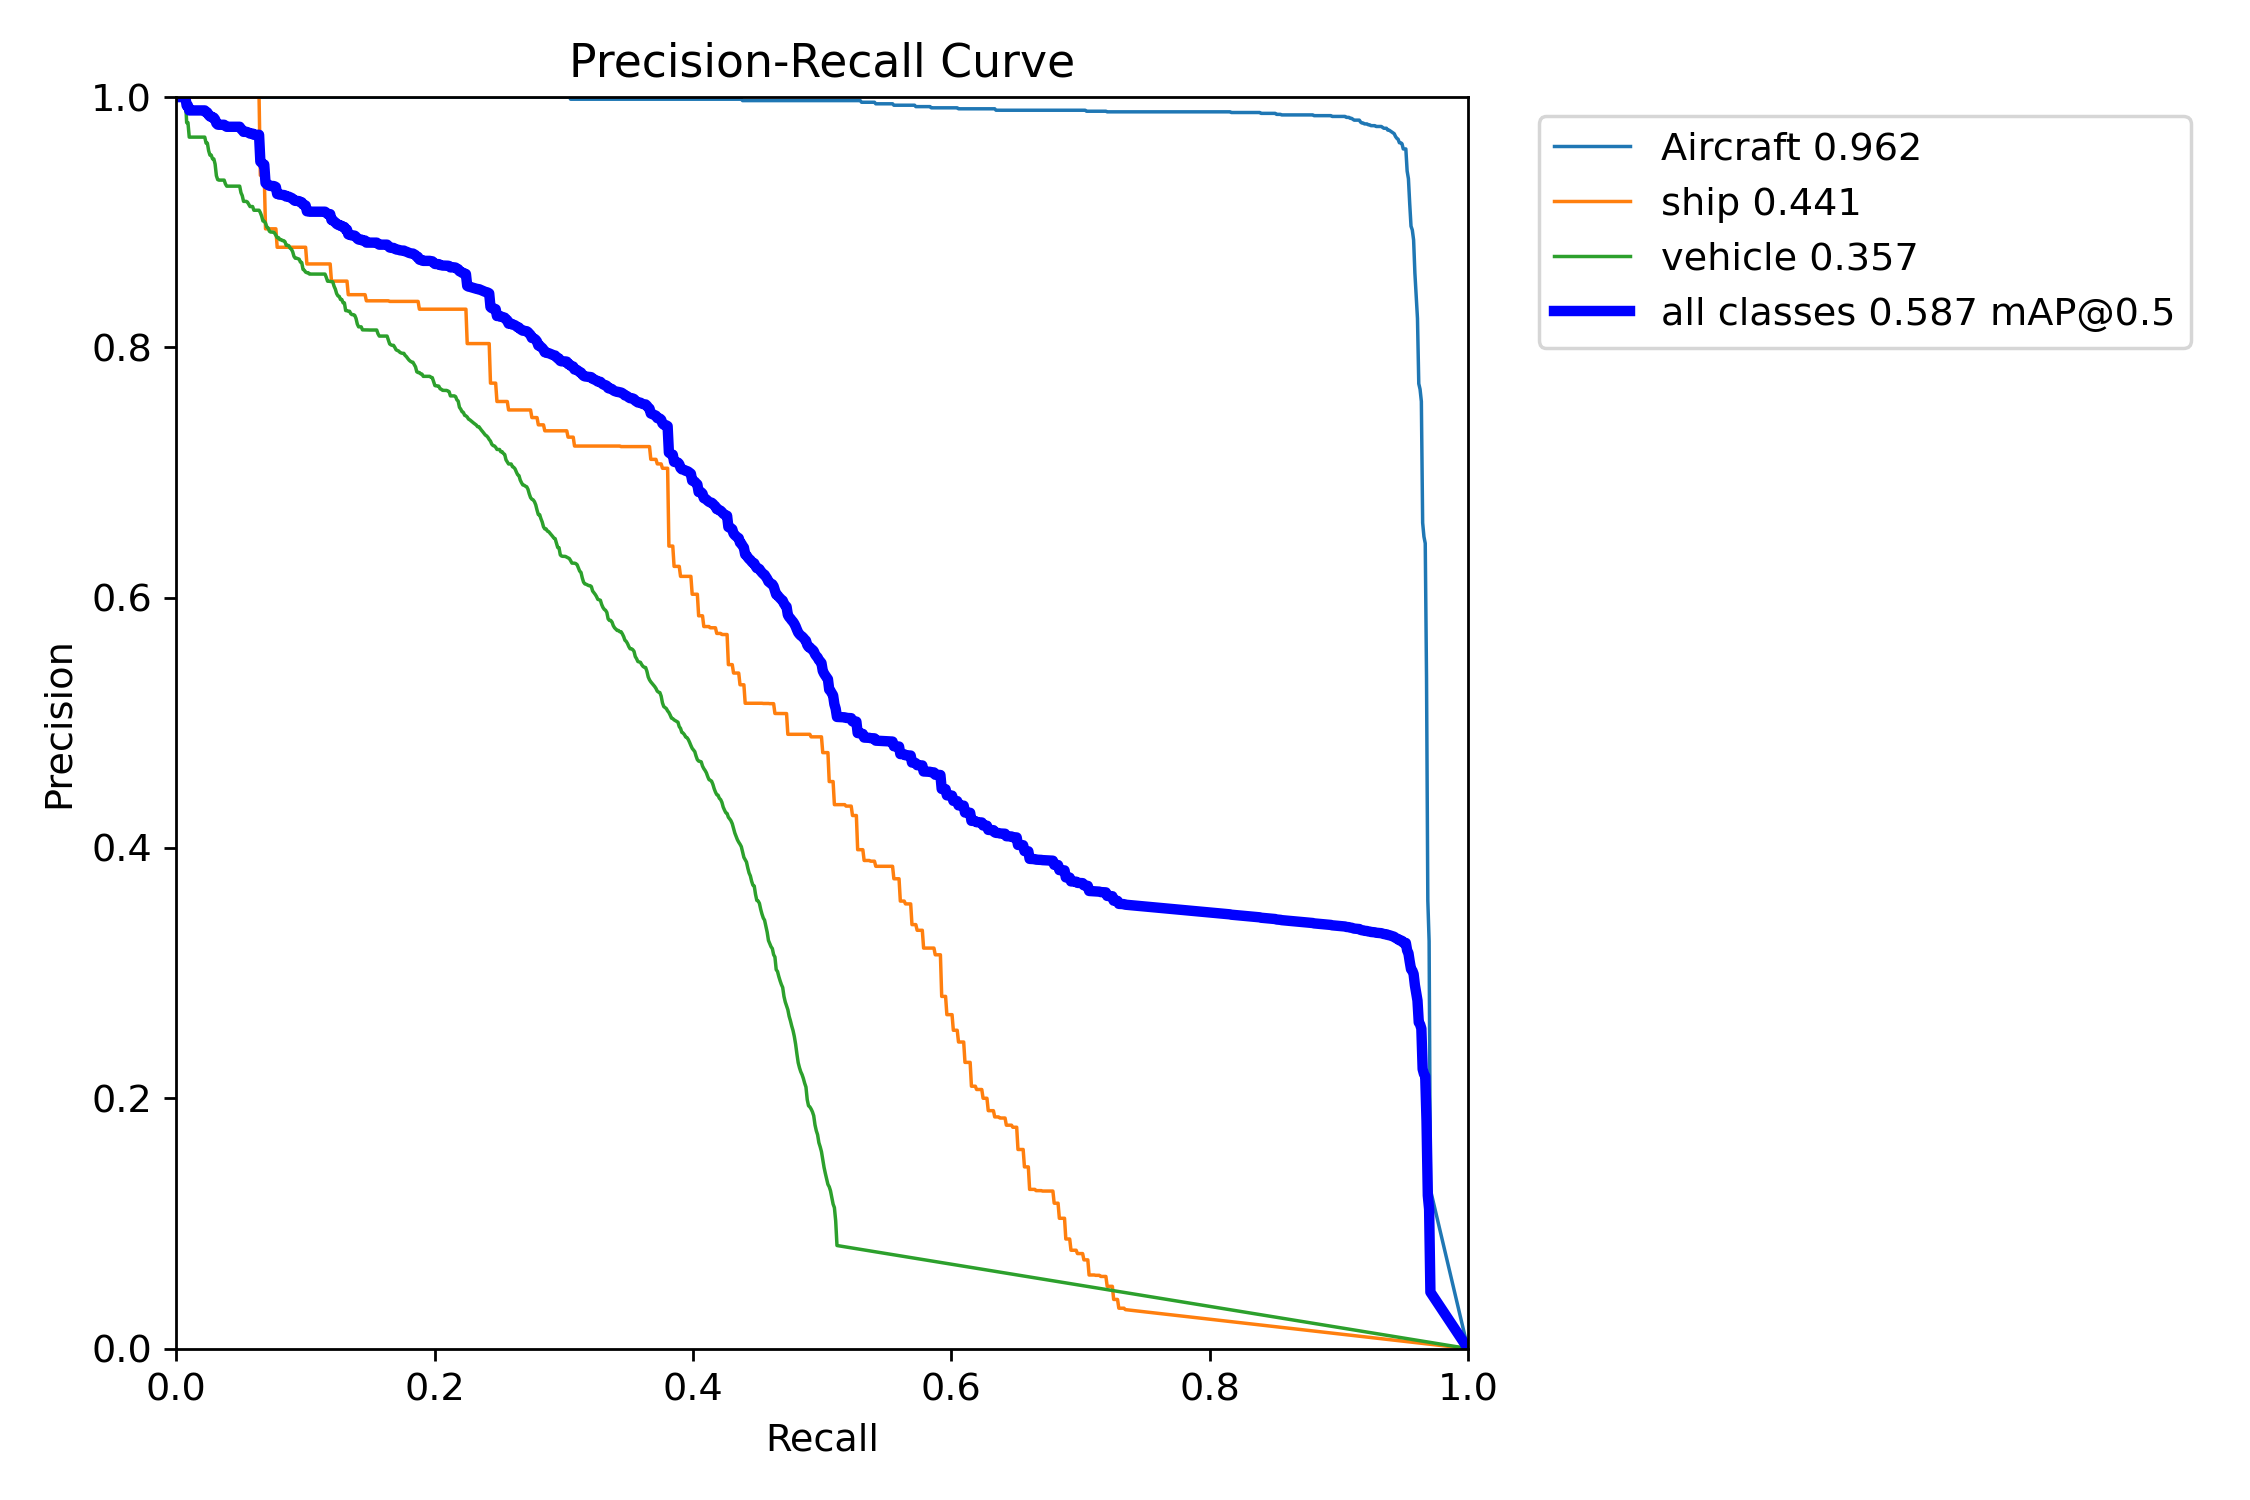 Precision-Recall Curve
1.0
0.8
0.6
0.4
0.2
0.0
Precision
0.0 0.2 0.4 0.6 0.8 1.0
Recall
Aircraft 0.962
ship 0.441
vehicle 0.357
all classes 0.587 mAP@0.5